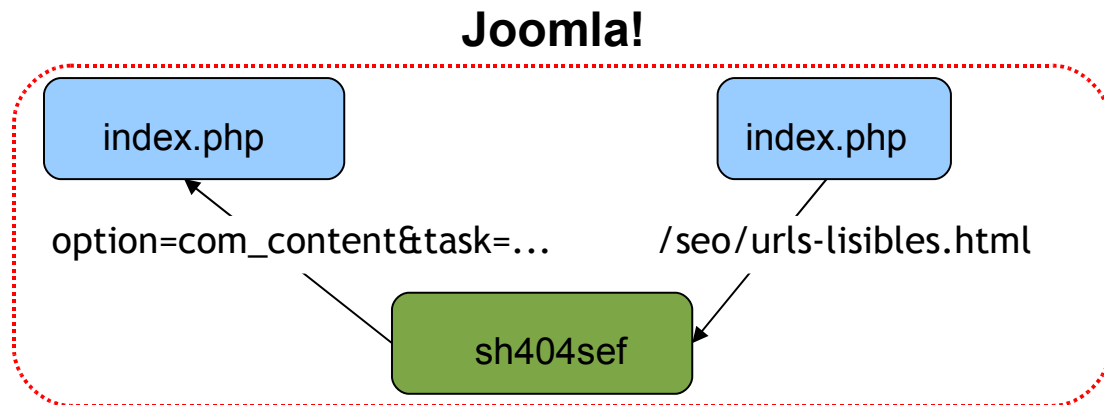 Joomla!
index.php
index.php
option=com_content&task=...
/seo/urls-lisibles.html
sh404sef